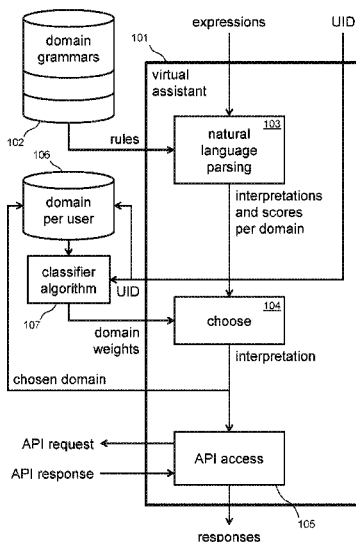 expressions
UID
101
domain
grammars
virtual
assistant
102
rules
103
natural
language
parsing
106
domain
per user
interpretations
and scores
per domain
classifier
algorithm
UID
107
domain
weights
104
choose
interpretation
chosen domain
API request
API response
API access
105
responses